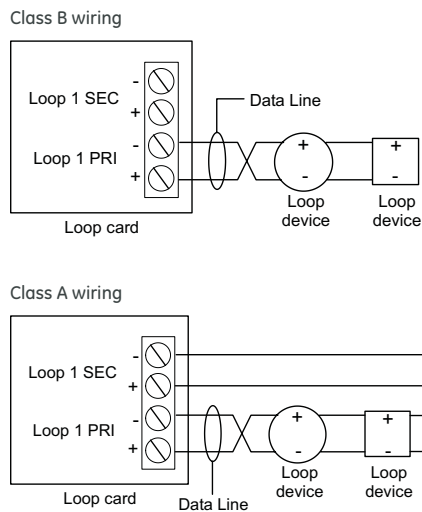 Class B wiring
-
Loop 1 SEC
+
Data Line
-
Loop 1 PRI
+
+
-
+
-
Loop
device
Loop
device
Loop card
Class A wiring
-
Loop 1 SEC
+
-
Loop 1 PRI
+
+
-
+
-
Loop
device
Loop
device
Loop card
Data Line